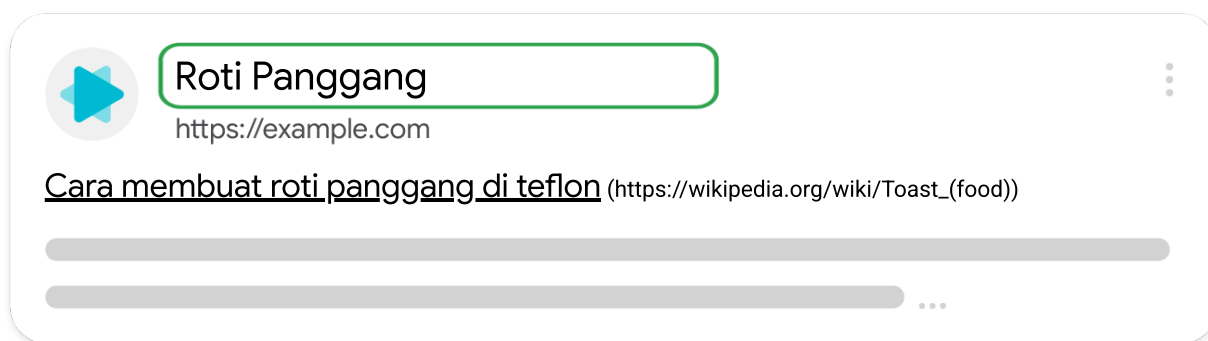 Roti Panggang
https://example.com
Cara membuat roti panggang di teflon (https://wikipedia.org/wiki/Toast_(food))
...